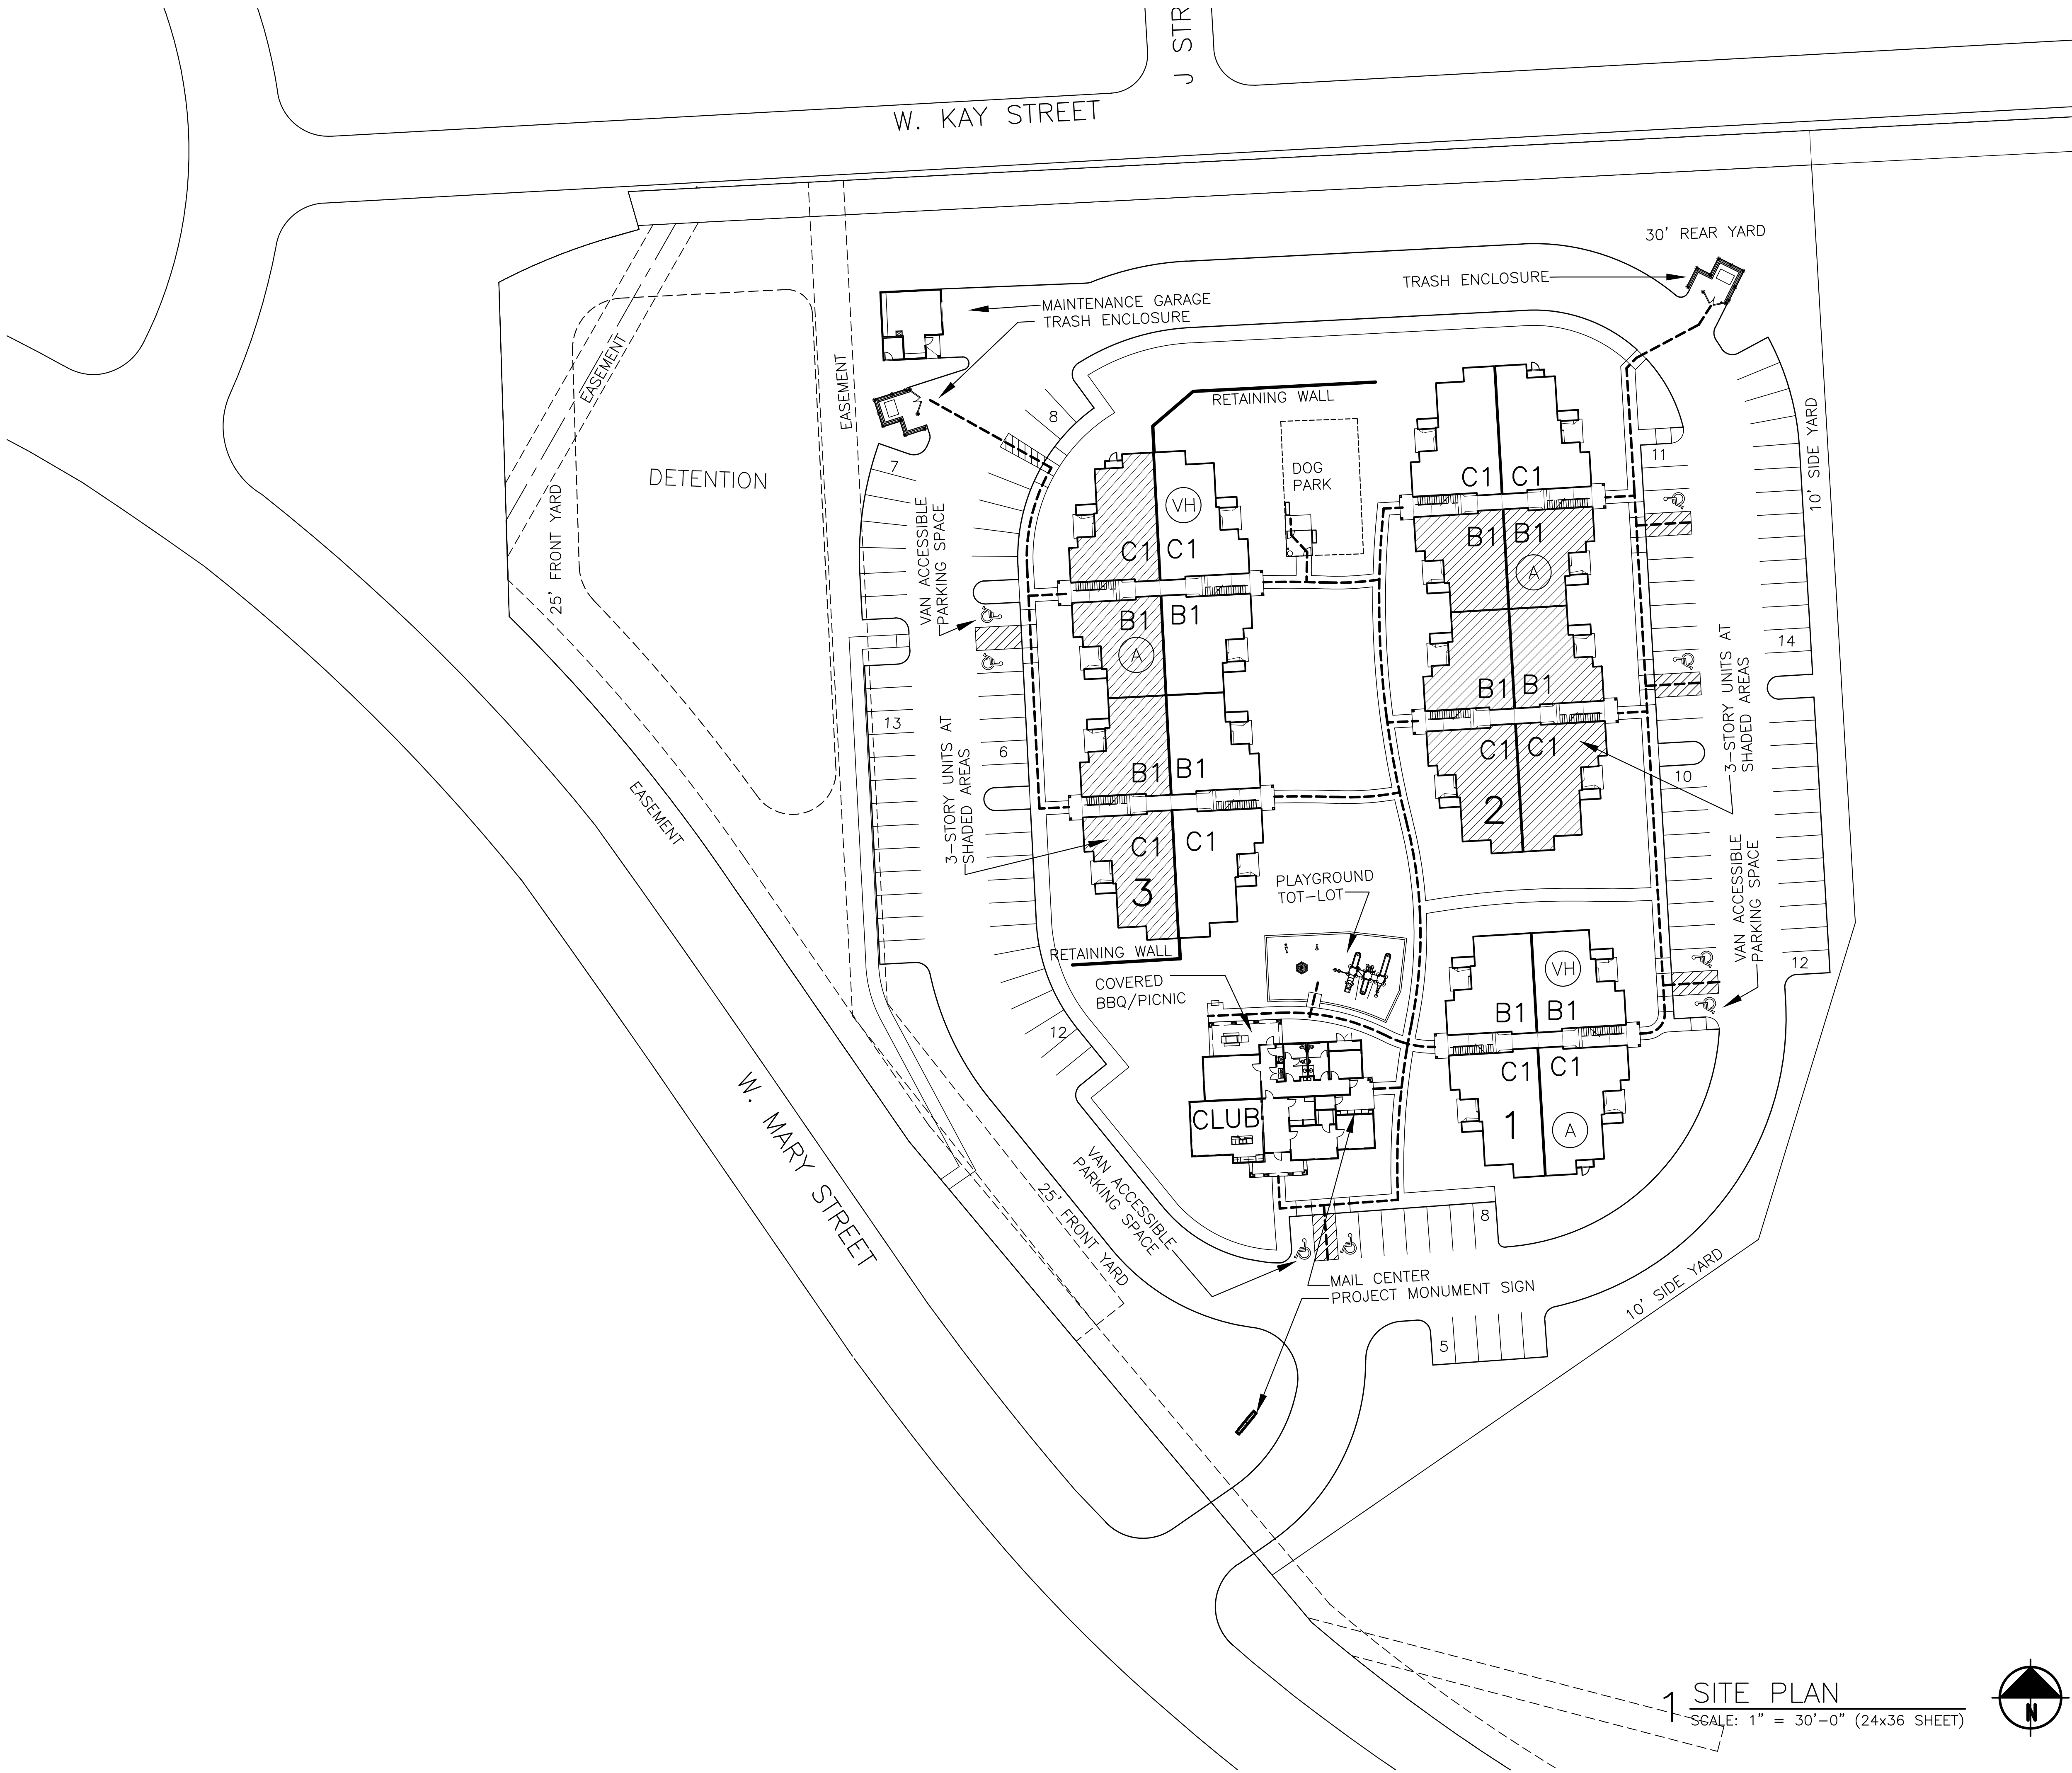 J STR
W. KAY STREET
30' REAR YARD
TRASH ENCLOSURE
MAINTENANCE GARAGE
TRASH ENCLOSURE
EASEMENT
EASEMENT
10' SIDE YARD
RETAINING WALL
8
11
7
DOG
PARK
DETENTION
25' FRONT YARD
VAN ACCESSIBLE
PARKING SPACE
VH
C1
C1
C1
C1
B1
B1
A
B1
B1
A
14
3-STORY UNITS AT
SHADED AREAS
B1
B1
13
6
3-STORY UNITS AT
SHADED AREAS
C1
C1
10
B1
B1
2
EASEMENT
C1
C1
3
VAN ACCESSIBLE
PARKING SPACE
PLAYGROUND
TOT-LOT
RETAINING WALL
12
VH
COVERED
BBQ/PICNIC
B1
B1
12
C1
C1
W. MARY STREET
CLUB
1
A
VAN ACCESSIBLE
PARKING SPACE
25' FRONT YARD
8
MAIL CENTER
PROJECT MONUMENT SIGN
10' SIDE YARD
5
1
SITE PLAN
SCALE: 1" = 30'-0" (24x36 SHEET)
N